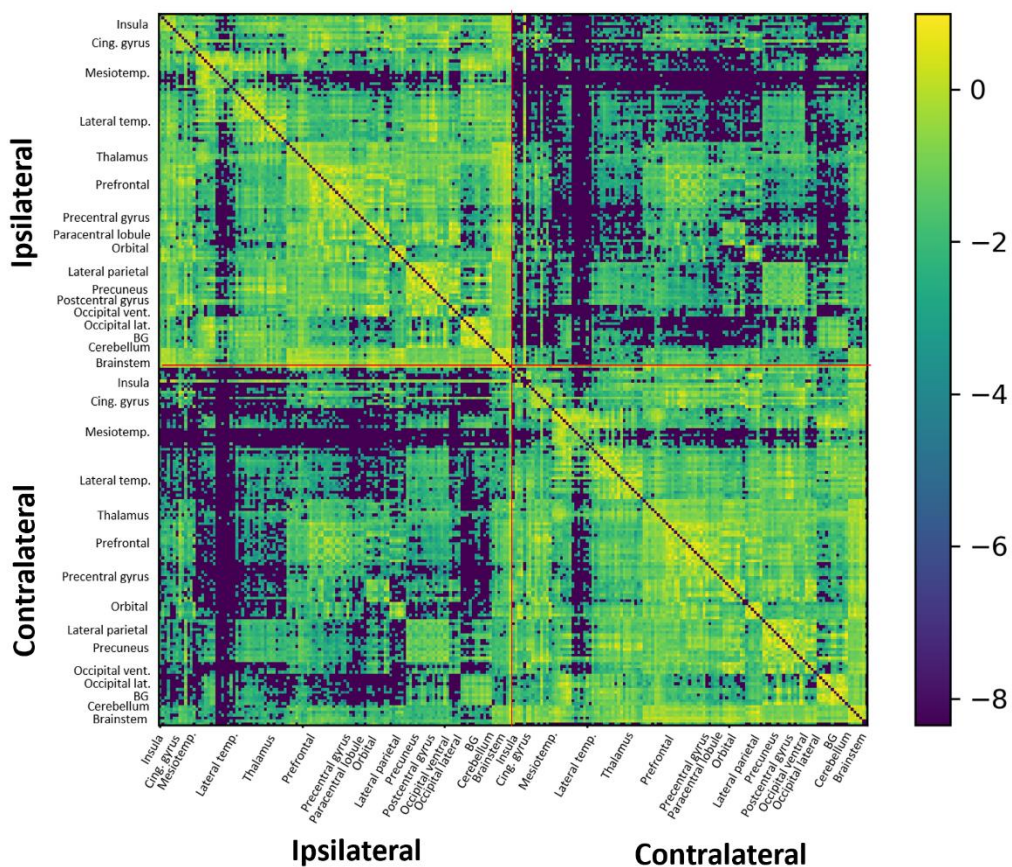 Ipsilateral
Insula
Cing. gyrus
Mesiotemp.
Lateral temp.
Thalamus
Prefrontal
Precentral gyrus
Paracentral lobule
Orbital
Lateral parietal
Precuneus
Postcentral gyrus
Occipital vent.
Occipital lat.
BG
Cerebellum
Brainstem
Contralateral
Insula
Cing. gyrus
Mesiotemp.
Lateral temp.
Thalamus
Prefrontal
Precentral gyrus
Orbital
Lateral parietal
Precuneus
Occipital vent.
Occipital lat.
BG
Cerebellum
Brainstem
Insula
Cing. gyrus
Mesiotemp.
Lateral temp.
Thalamus
Prefrontal
Precentral gyrus
Paracentral lobule
Orbital
Lateral parietal
Precuneus
Postcentral gyrus
Occipital ventral
Occipital lateral
BG
Cerebellum
Brainstem
Insula
Cing. gyrus
Mesiotemp.
Lateral temp.
Thalamus
Prefrontal
Precentral gyrus
Paracentral lobule
Orbital
Lateral parietal
Precuneus
Postcentral gyrus
Occipital ventral
Occipital lateral
BG
Cerebellum
Brainstem
Ipsilateral
Contralateral
0
−2
−4
−6
−8